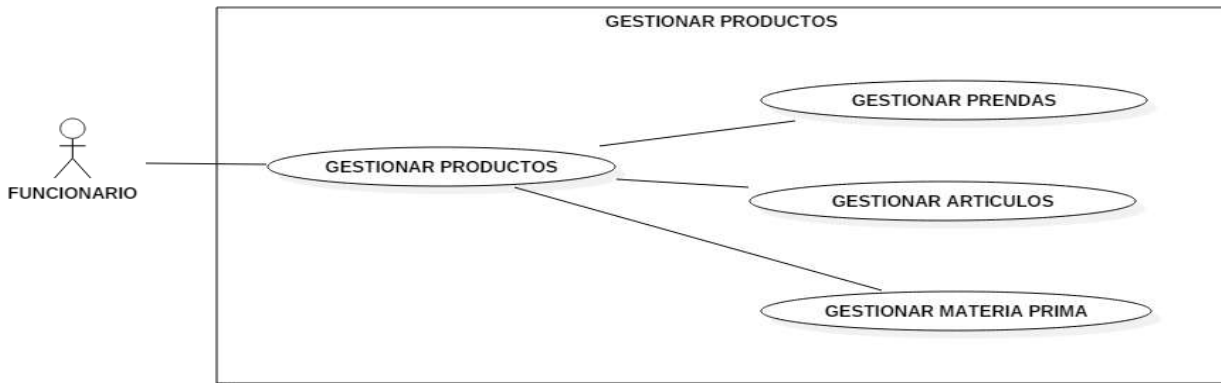 GESTIONAR PRODUCTOS
GESTIONAR PRENDAS
GESTIONAR PRODUCTOS
FUNCIONARIO
GESTIONAR ARTICULOS
GESTIONAR MATERIA PRIMA